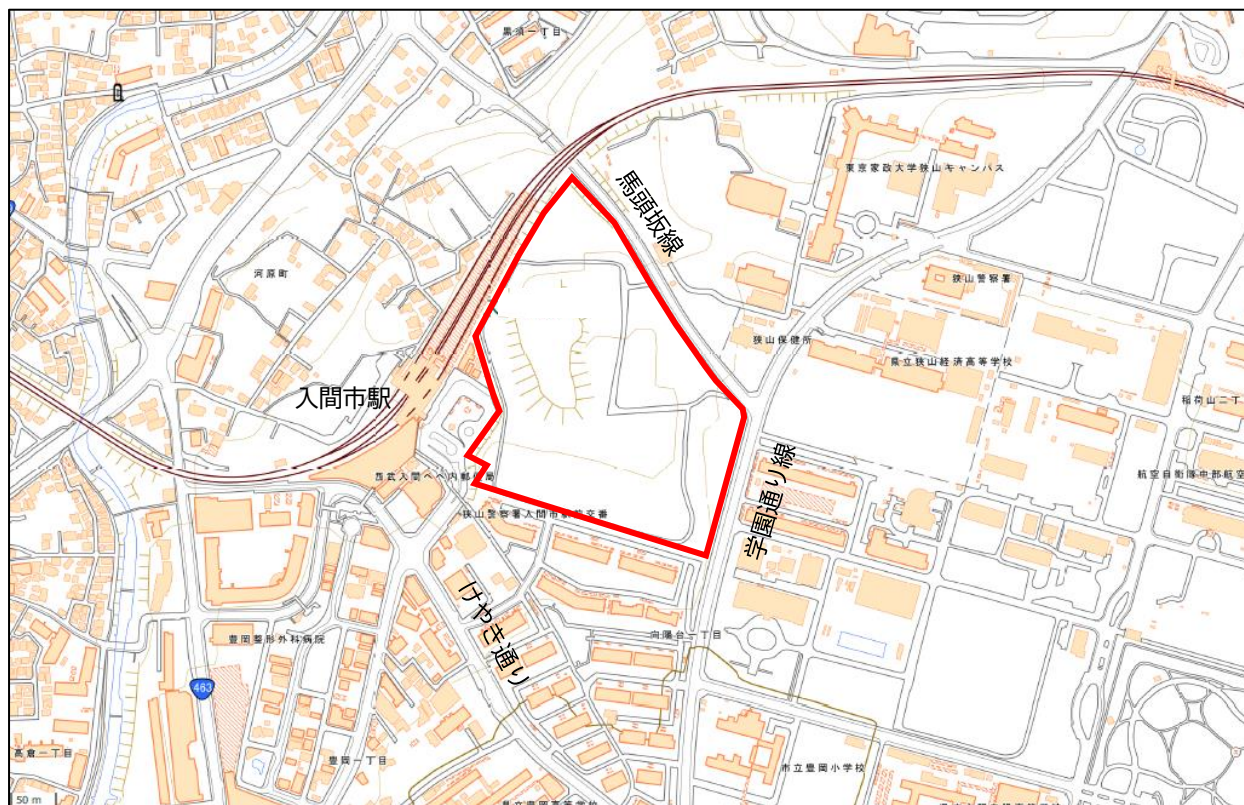 黒須一丁目
馬頭坂線
東京家政大学狭山キャンパス
河原町
狭山警察署
狭山保健所
県立狭山経済高等学校
入間市駅
稲荷山二丁
学園通り線
航空自衛隊中部航空
狭山警察署入間市駅前交番
けやき通り
向陽台一丁目
豊岡整形外科病院
463
高倉一丁目
豊岡一丁目
市立豊岡小学校
50 m